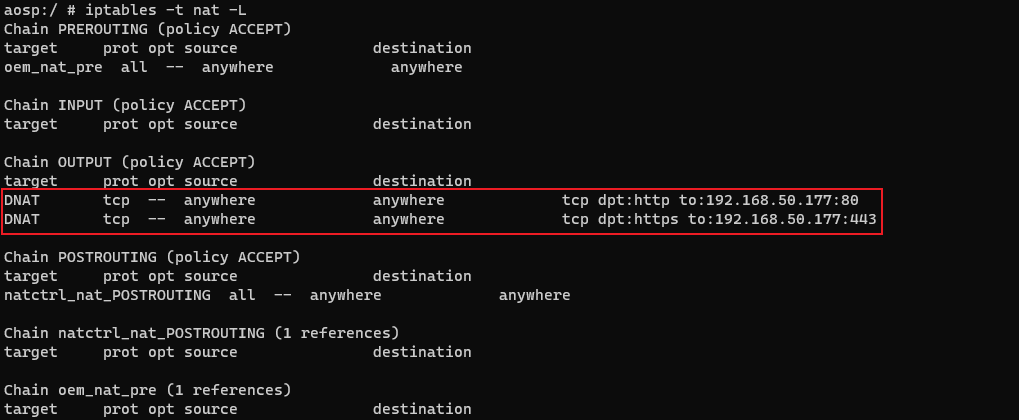 aosp:/ # iptables -t nat -L
Chain PREROUTING (policy ACCEPT)
target     prot opt source               destination
oem_nat_pre  all  --  anywhere             anywhere

Chain INPUT (policy ACCEPT)
target     prot opt source               destination

Chain OUTPUT (policy ACCEPT)
target     prot opt source               destination
DNAT       tcp  --  anywhere             anywhere             tcp dpt:http to:192.168.50.177:80
DNAT       tcp  --  anywhere             anywhere             tcp dpt:https to:192.168.50.177:443

Chain POSTROUTING (policy ACCEPT)
target     prot opt source               destination
natctrl_nat_POSTROUTING  all  --  anywhere             anywhere

Chain natctrl_nat_POSTROUTING (1 references)
target     prot opt source               destination

Chain oem_nat_pre (1 references)
target     prot opt source               destination